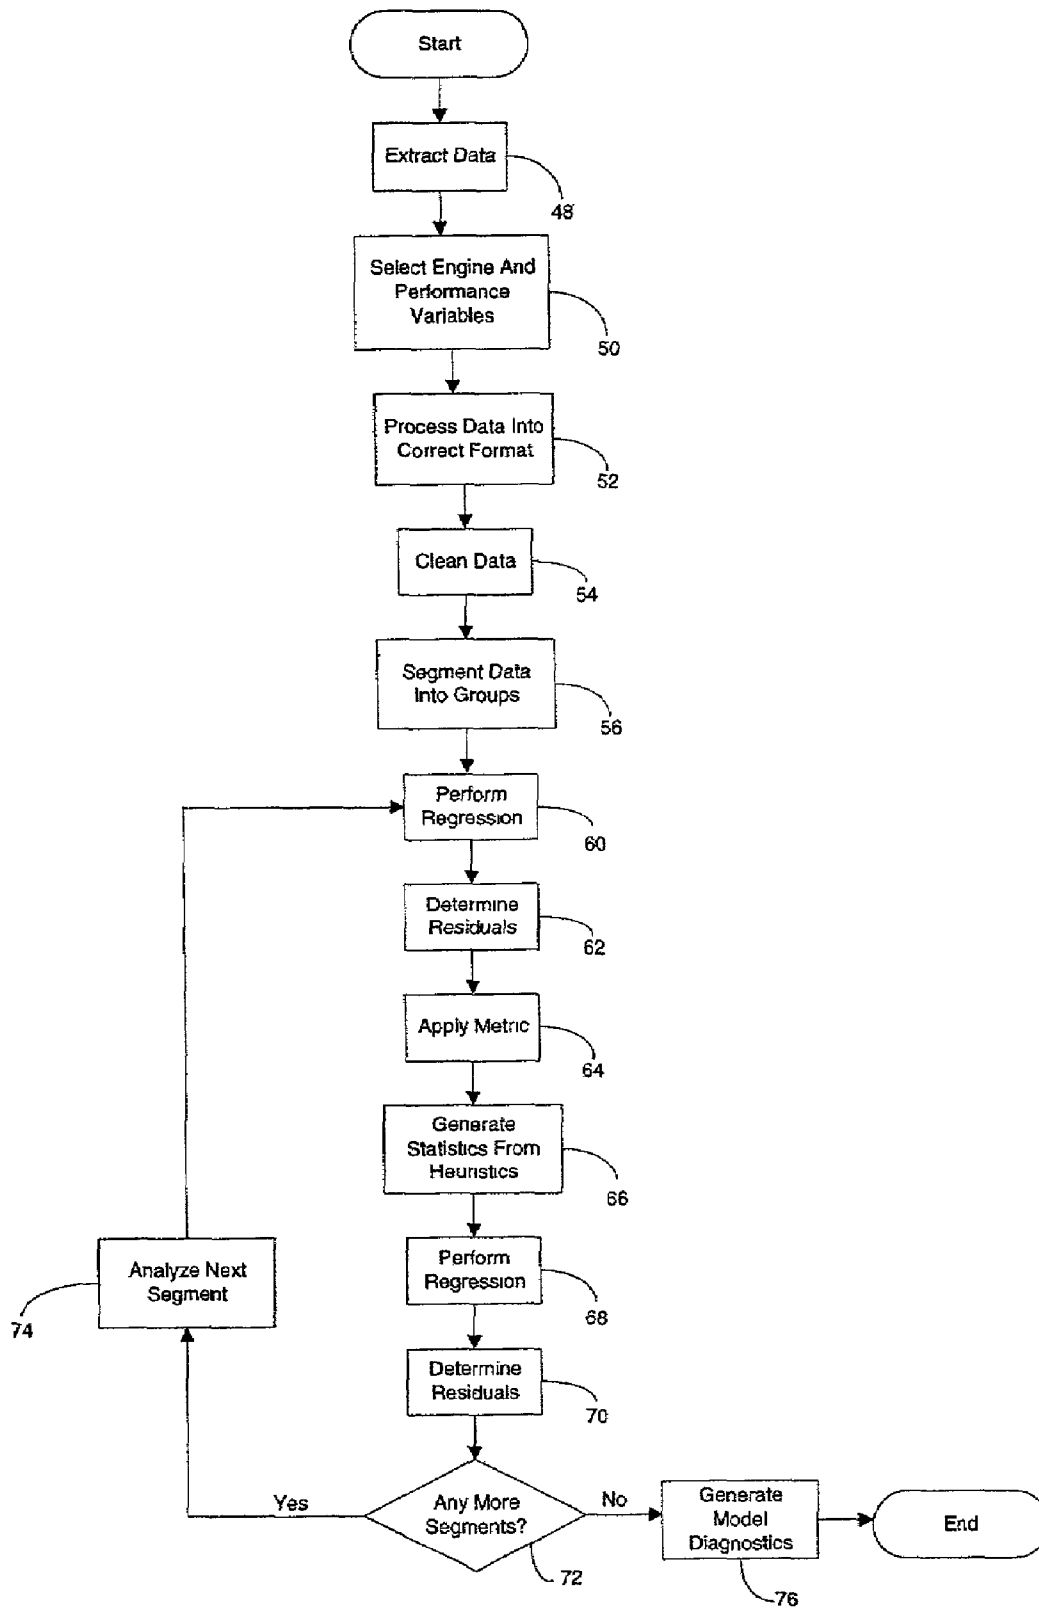 Start
Extract Data
48
Select Engine And
Performance
Variables
50
Process Data Into
Correct Format
52
Clean Data
54
Segment Data
Into Groups
56
Perform
Regression
60
Determine
Residuals
62
Apply Metric
64
Generate
Statistics From
Heuristics
66
Perform
Regression
68
Analyze Next
Segment
74
Determine
Residuals
70
Yes
Any More
Segments?
72
No
Generate
Model
Diagnostics
76
End